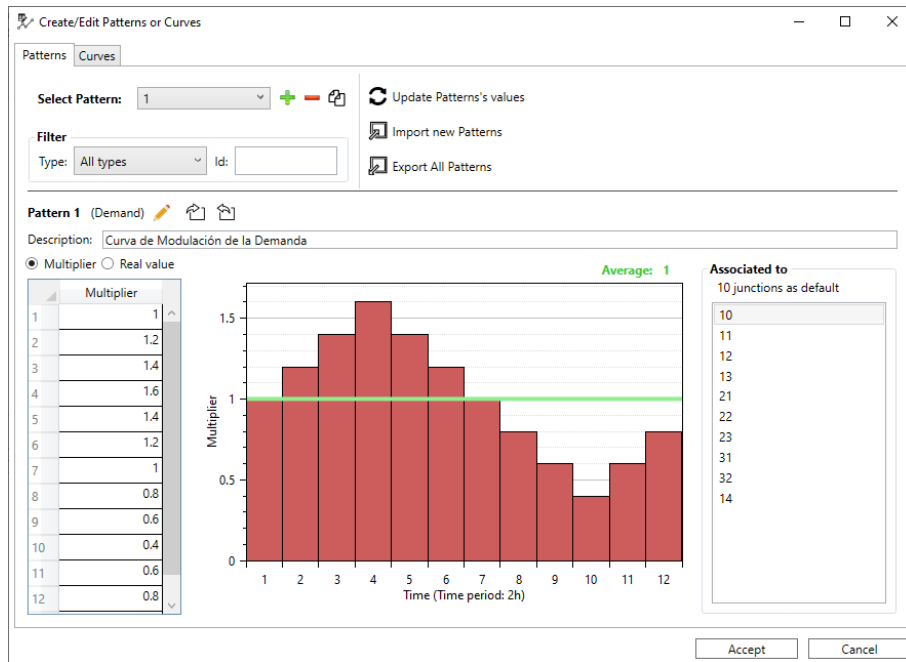 Create/Edit Patterns or Curves
Patterns Curves
Select Pattern: 1
Update Patterns's values
Filter
Import new Patterns
Type: All types Id:
Export All Patterns
Pattern 1 (Demand)
Description: Curva de Modulación de la Demanda
Multiplier Real value
Multiplier
1 1
2 1.2
3 1.4
4 1.6
5 1.4
6 1.2
7 1
8 0.8
9 0.6
10 0.4
11 0.6
12 0.8
Average: 1
Multiplier
1.5
1
0.5
0
1 2 3 4 5 6 7 8 9 10 11 12
Time (Time period: 2h)
Associated to
10 junctions as default
10
11
12
13
21
22
23
31
32
14
Accept Cancel